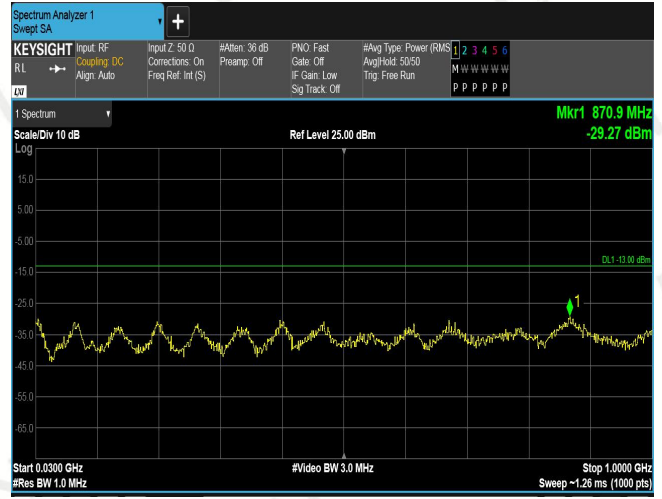 Spectrum Analyzer 1
Swept SA
+
KEYSIGHT
RL
LXI
Input: RF
Coupling: DC
Align: Auto
Input Z: 50 Ω
Corrections: On
Freq Ref: Int (S)
#Atten: 36 dB
Preamp: Off
PNO: Fast
Gate: Off
IF Gain: Low
Sig Track: Off
#Avg Type: Power (RMS
Avg|Hold: 50/50
Trig: Free Run
1 2 3 4 5 6
M W W W W W
P P P P P P
1 Spectrum
Scale/Div 10 dB
Ref Level 25.00 dBm
Mkr1 870.9 MHz
-29.27 dBm
Log
15.0
5.00
-5.00
DL1 -13.00 dBm
-15.0
-25.0
1
-35.0
-45.0
-55.0
-65.0
Start 0.0300 GHz
#Res BW 1.0 MHz
#Video BW 3.0 MHz
Stop 1.0000 GHz
Sweep ~1.26 ms (1000 pts)